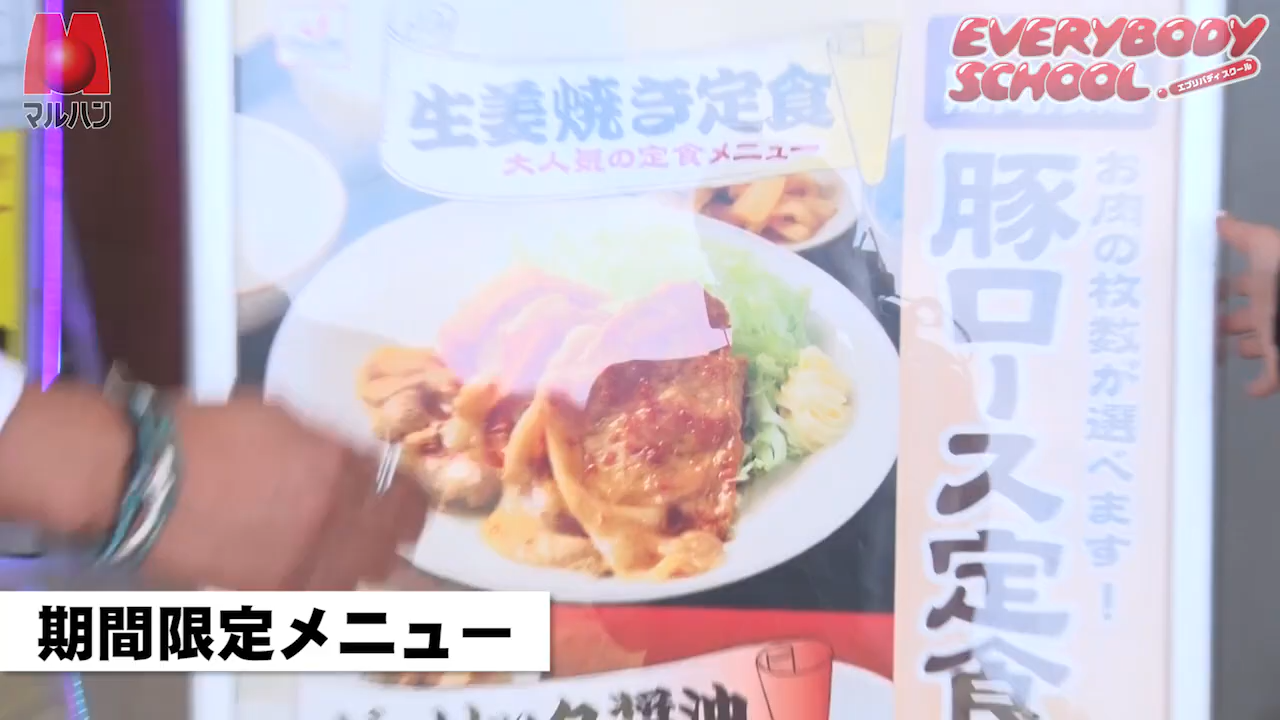 マルハン
EVERYBODY
SCHOOL.
エブリバディスクール
生姜焼き定食
大人気の定食メニュー
お肉の枚数が選べます！
豚ロース定食
期間限定メニュー
醤油